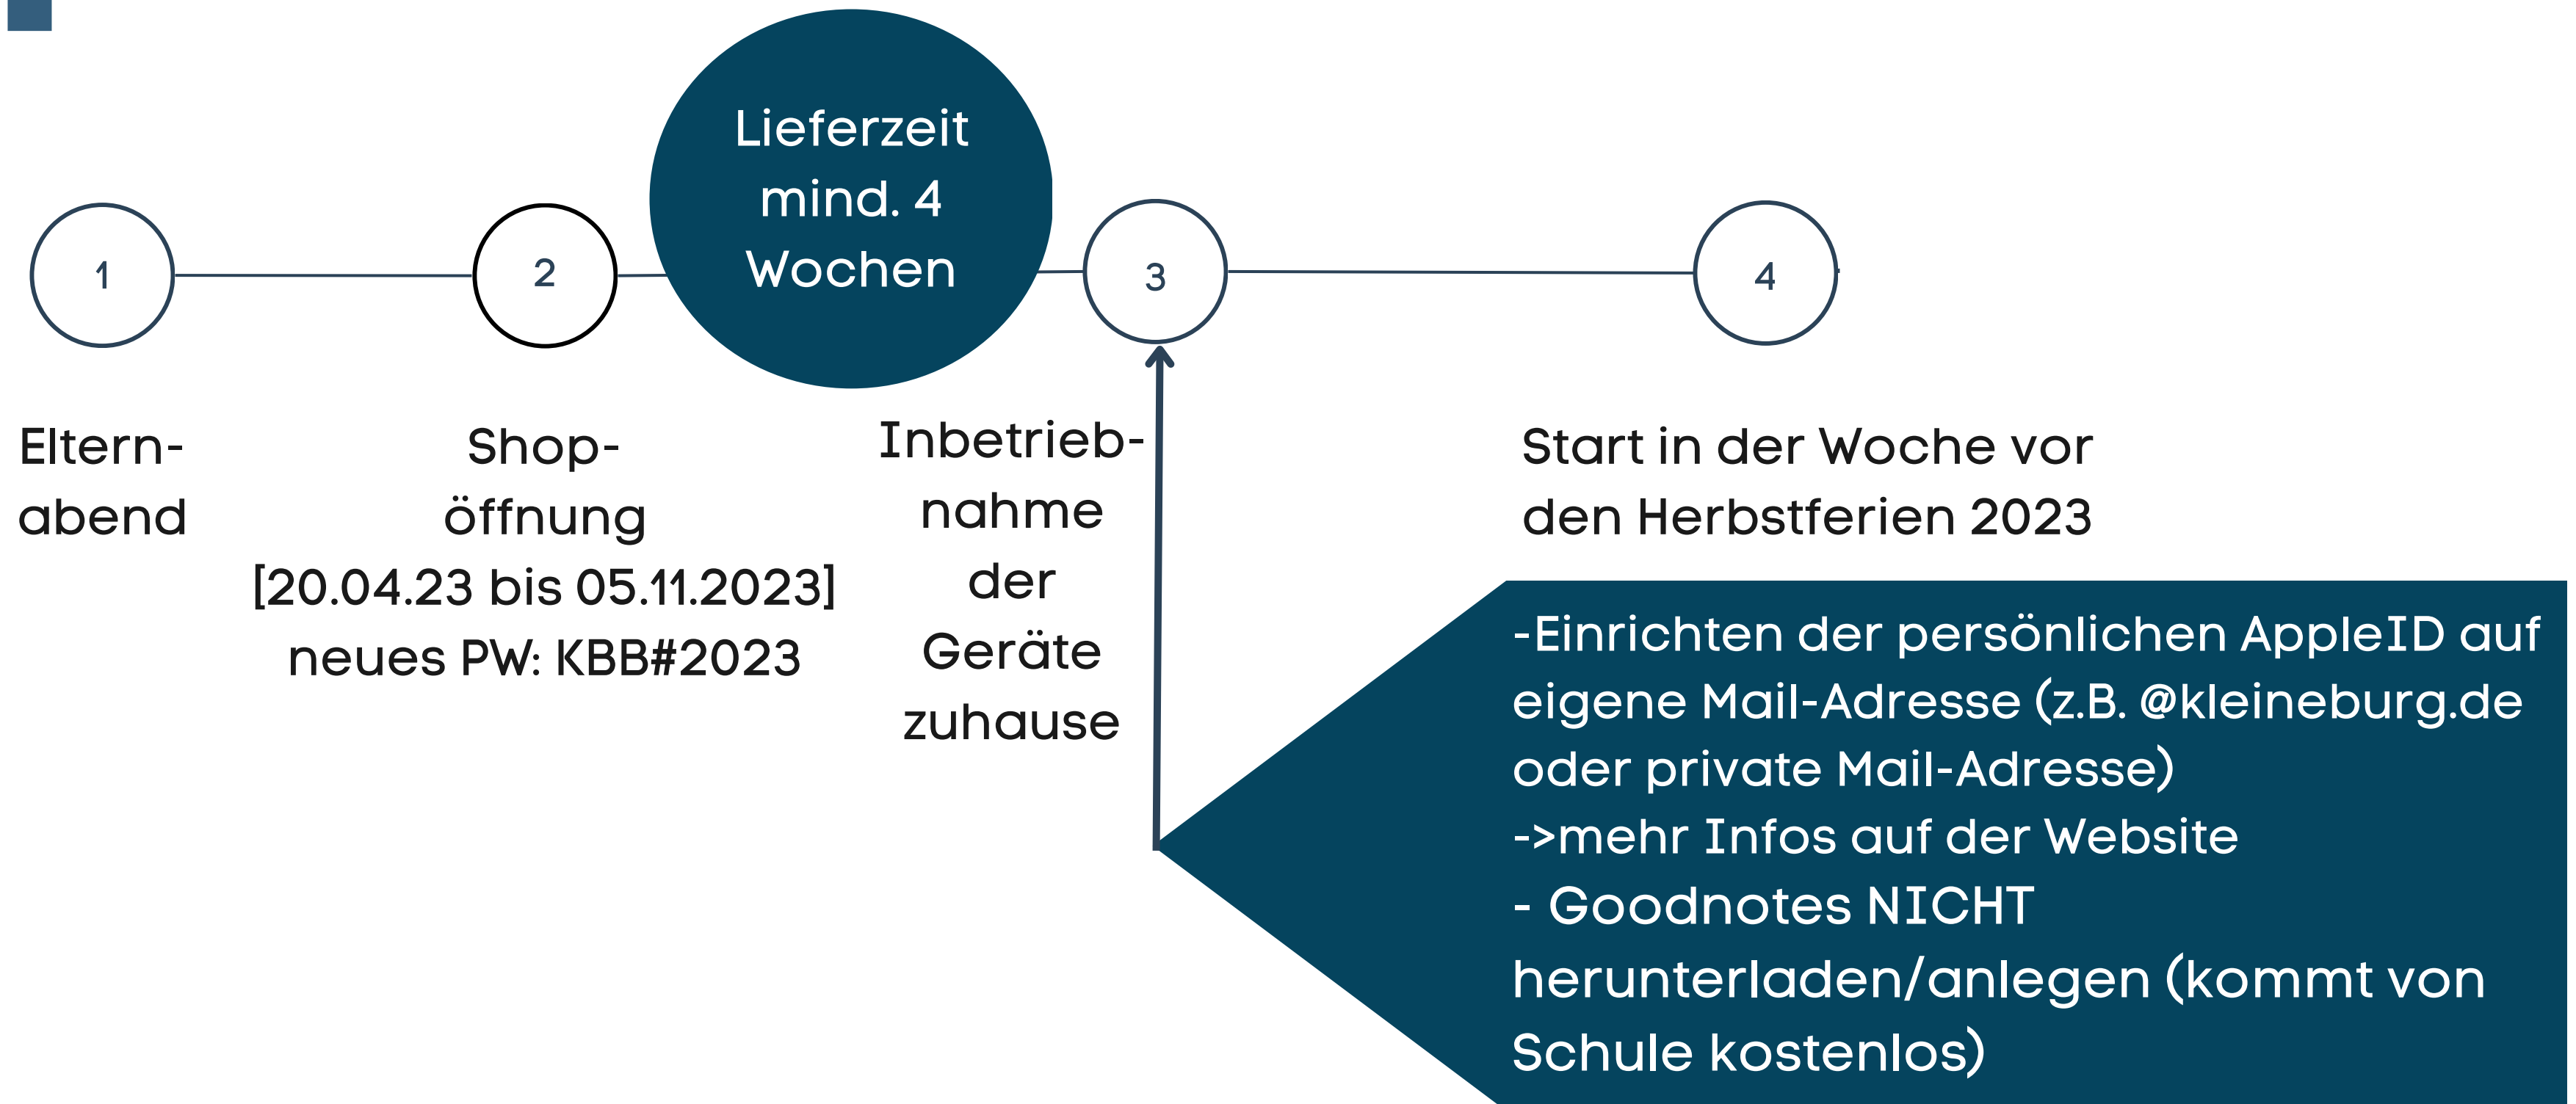 Lieferzeit
mind. 4
Wochen
1
2
3
4
Eltern-
abend
Shop-
öffnung
[20.04.23 bis 05.11.2023]
neues PW: KBB#2023
Inbetrieb-
nahme
der
Geräte
zuhause
Start in der Woche vor
den Herbstferien 2023
-Einrichten der persönlichen AppleID auf
eigene Mail-Adresse (z.B. @kleineburg.de
oder private Mail-Adresse)
->mehr Infos auf der Website
- Goodnotes NICHT
herunterladen/anlegen (kommt von
Schule kostenlos)